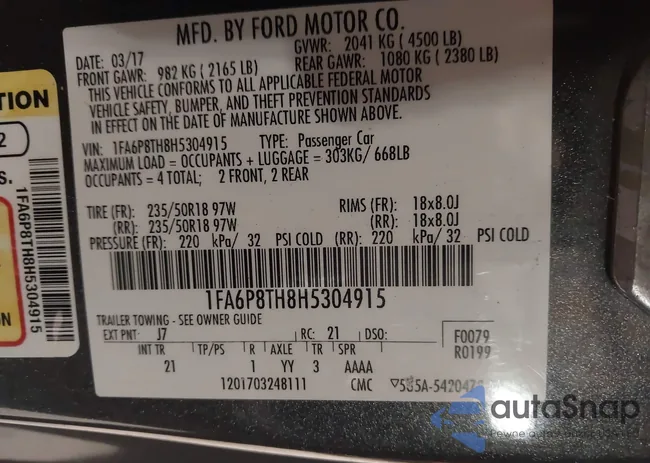 MFD. BY FORD MOTOR CO.
DATE: 03/17
GVWR: 2041 KG ( 4500 LB)
FRONT GAWR: 982 KG ( 2165 LB)
REAR GAWR: 1080 KG ( 2380 LB)
THIS VEHICLE CONFORMS TO ALL APPLICABLE FEDERAL MOTOR
VEHICLE SAFETY, BUMPER, AND THEFT PREVENTION STANDARDS
IN EFFECT ON THE DATE OF MANUFACTURE SHOWN ABOVE.
VIN: 1FA6P8TH8H5304915 TYPE: Passenger Car
MAXIMUM LOAD = OCCUPANTS + LUGGAGE = 303KG/ 668LB
OCCUPANTS = 4 TOTAL; 2 FRONT, 2 REAR
TIRE (FR): 235/50R18 97W RIMS (FR): 18x8.0J
(RR): 235/50R18 97W (RR): 18x8.0J
PRESSURE (FR): 220 kPa/ 32 PSI COLD (RR): 220 kPa/ 32 PSI COLD
1FA6P8TH8H5304915
TRAILER TOWING - SEE OWNER GUIDE
EXT PNT: J7 RC: 21 DSO:
F0079
R0199
INT TR TP/PS R AXLE TR SPR
21 1 YY 3 AAAA
1201703248111 CMC
TION
2
S.
1FA6P8TH8H5304915
ON
autoSnap